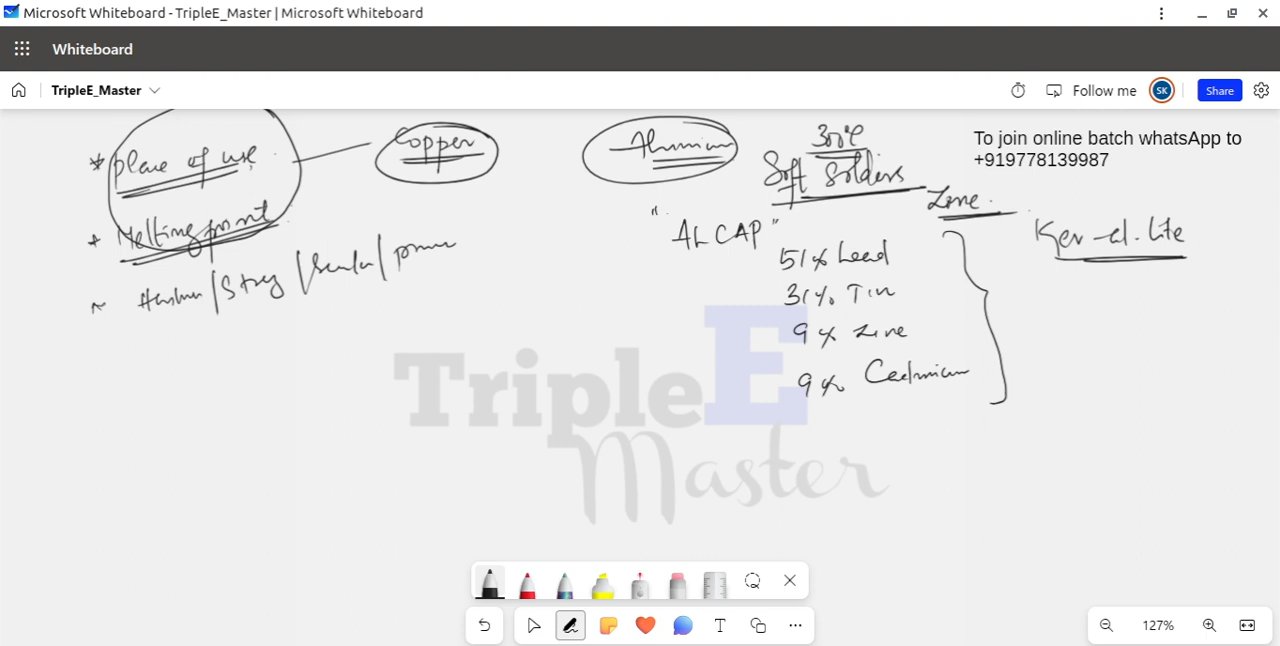 Microsoft Whiteboard - TripleE_Master | Microsoft Whiteboard
Whiteboard
TripleE_Master
Follow me
SK
Share
To join online batch whatsApp to
+919778139987
* place of use
Copper
Aluminium
300°C
Soft Solders
Zinc
* Melting point
"ALCAP"
Ker-al-lite
51% Lead
31% Tin
9% Zinc
9% Cadmium
TripleE
Master
127%